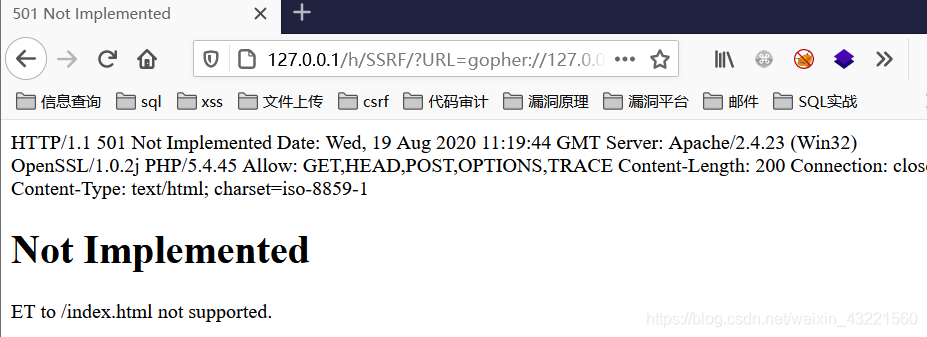 501 Not Implemented
127.0.0.1/h/SSRF/?URL=gopher://127.0.0
信息查询 sql xss 文件上传 csrf 代码审计 漏洞原理 漏洞平台 邮件 SQL实战
HTTP/1.1 501 Not Implemented Date: Wed, 19 Aug 2020 11:19:44 GMT Server: Apache/2.4.23 (Win32)
OpenSSL/1.0.2j PHP/5.4.45 Allow: GET,HEAD,POST,OPTIONS,TRACE Content-Length: 200 Connection: close
Content-Type: text/html; charset=iso-8859-1
Not Implemented
ET to /index.html not supported.
https://blog.csdn.net/weixin_43221560